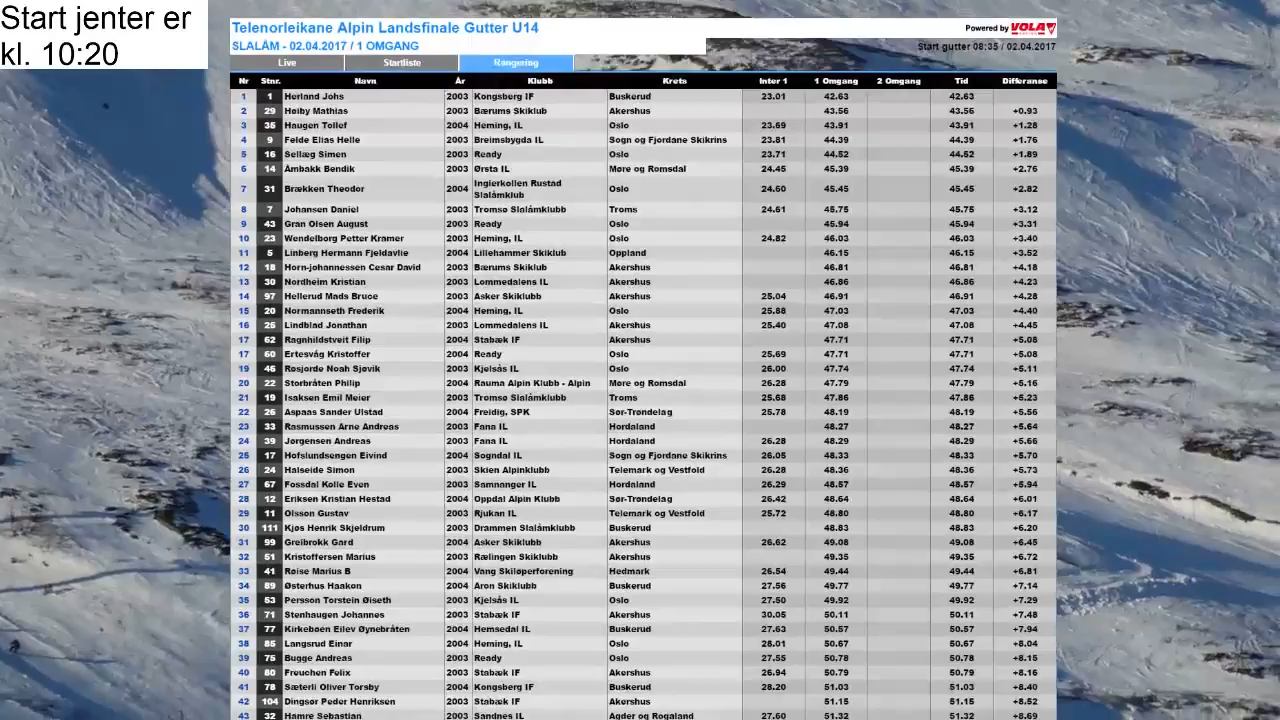 Start jenter er
kl. 10:20
Telenorleikane Alpin Landsfinale Gutter U14
Powered by VOLA
SLALÅM - 02.04.2017 / 1 OMGANG
Start gutter 08:35 / 02.04.2017
Live Startliste Rangering
Nr Stnr. Navn År Klubb Krets Inter 1 1 Omgang 2 Omgang Tid Differanse
1 1 Herland Johs 2003 Kongsberg IF Buskerud 23.01 42.63 42.63
2 29 Høiby Mathias 2003 Bærums Skiklub Akershus 43.56 43.56 +0.93
3 35 Haugen Tollef 2004 Heming, IL Oslo 23.69 43.91 43.91 +1.28
4 9 Felde Elias Helle 2003 Breimsbygda IL Sogn og Fjordane Skikrins 23.81 44.39 44.39 +1.76
5 16 Sellæg Simen 2003 Ready Oslo 23.71 44.52 44.52 +1.89
6 14 Ambakk Bendik 2003 Ørsta IL Møre og Romsdal 24.45 45.39 45.39 +2.76
7 31 Brækken Theodor 2004 Ingierkollen Rustad Slalåmklub Oslo 24.60 45.45 45.45 +2.82
8 7 Johansen Daniel 2003 Tromsø Slalåmklubb Troms 24.61 45.75 45.75 +3.12
9 43 Gran Olsen August 2003 Ready Oslo 45.94 45.94 +3.31
10 23 Wendelborg Petter Kramer 2003 Heming, IL Oslo 24.82 46.03 46.03 +3.40
11 5 Linberg Hermann Fjeldavlie 2004 Lillehammer Skiklub Oppland 46.15 46.15 +3.52
12 18 Horn-johannessen Cesar David 2003 Bærums Skiklub Akershus 46.81 46.81 +4.18
13 30 Nordheim Kristian 2003 Lommedalens IL Akershus 46.86 46.86 +4.23
14 97 Hellerud Mads Bruce 2003 Asker Skiklubb Akershus 25.04 46.91 46.91 +4.28
15 20 Normannseth Frederik 2004 Heming, IL Oslo 25.88 47.03 47.03 +4.40
16 25 Lindblad Jonathan 2003 Lommedalens IL Akershus 25.40 47.08 47.08 +4.45
17 62 Ragnhildstveit Filip 2004 Stabæk IF Akershus 47.71 47.71 +5.08
17 60 Ertesvåg Kristoffer 2004 Ready Oslo 25.69 47.71 47.71 +5.08
19 46 Røsjorde Noah Sjøvik 2003 Kjelsås IL Oslo 26.00 47.74 47.74 +5.11
20 22 Storbråten Philip 2004 Rauma Alpin Klubb - Alpin Møre og Romsdal 26.28 47.79 47.79 +5.16
21 19 Isaksen Emil Meier 2003 Tromsø Slalåmklubb Troms 25.68 47.86 47.86 +5.23
22 26 Aspaas Sander Ulstad 2004 Freidig, SPK Sør-Trøndelag 25.78 48.19 48.19 +5.56
23 33 Rasmussen Arne Andreas 2003 Fana IL Hordaland 48.27 48.27 +5.64
24 39 Jørgensen Andreas 2003 Fana IL Hordaland 26.28 48.29 48.29 +5.66
25 17 Hofslundsengen Eivind 2004 Sogndal IL Sogn og Fjordane Skikrins 26.05 48.33 48.33 +5.70
26 24 Halseide Simon 2003 Skien Alpinklubb Telemark og Vestfold 26.28 48.36 48.36 +5.73
27 67 Fossdal Kolle Even 2003 Samnanger IL Hordaland 26.29 48.57 48.57 +5.94
28 12 Eriksen Kristian Hestad 2004 Oppdal Alpin Klubb Sør-Trøndelag 26.42 48.64 48.64 +6.01
29 11 Olsson Gustav 2003 Rjukan IL Telemark og Vestfold 25.72 48.80 48.80 +6.17
30 111 Kjøs Henrik Skjeldrum 2003 Drammen Slalåmklubb Buskerud 48.83 48.83 +6.20
31 99 Greibrokk Gard 2004 Asker Skiklubb Akershus 26.62 49.08 49.08 +6.45
32 51 Kristoffersen Marius 2003 Rælingen Skiklubb Akershus 49.35 49.35 +6.72
33 41 Røise Marius B 2004 Vang Skiløperforening Hedmark 26.54 49.44 49.44 +6.81
34 89 Østerhus Haakon 2004 Aron Skiklubb Buskerud 27.56 49.77 49.77 +7.14
35 53 Persson Torstein Øiseth 2003 Kjelsås IL Oslo 27.50 49.92 49.92 +7.29
36 71 Stenhaugen Johannes 2003 Stabæk IF Akershus 30.05 50.11 50.11 +7.48
37 77 Kirkebøen Eilev Øynebråten 2004 Hemsedal IL Buskerud 27.63 50.57 50.57 +7.94
38 85 Langsrud Einar 2004 Heming, IL Oslo 28.01 50.67 50.67 +8.04
39 75 Bugge Andreas 2003 Ready Oslo 27.55 50.78 50.78 +8.15
40 80 Freuchen Felix 2003 Stabæk IF Akershus 26.94 50.79 50.79 +8.16
41 78 Sæterli Oliver Torsby 2004 Kongsberg IF Buskerud 28.20 51.03 51.03 +8.40
42 104 Dingsør Peder Henriksen 2003 Stabæk IF Akershus 51.15 51.15 +8.52
43 32 Hamre Sebastian 2003 Sandnes IL Agder og Rogaland 27.60 51.32 51.32 +8.69